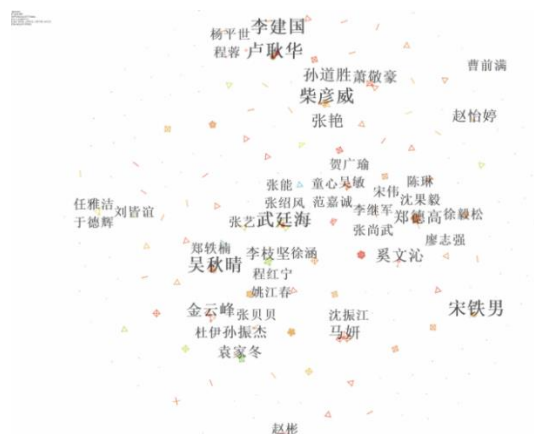 李建国
杨平世
程蓉 卢耿华
孙道胜 萧敬豪
曹前满
柴彦威
赵怡婷
张艳
贺广瑜
张能 童心 吴敏 宋伟 陈琳
张绍风 范嘉诚 李继军 沈果毅
任雅洁 刘皆谊
于德辉
张艺 武廷海 郑德高 徐毅松
张尚武
廖志强
郑轶楠 李枝坚 徐涵 奚文沁
吴秋晴
程红宁
姚江春
宋铁男
金云峰 张贝贝 沈振江
杜伊 孙振杰 马妍
袁家冬
赵彬